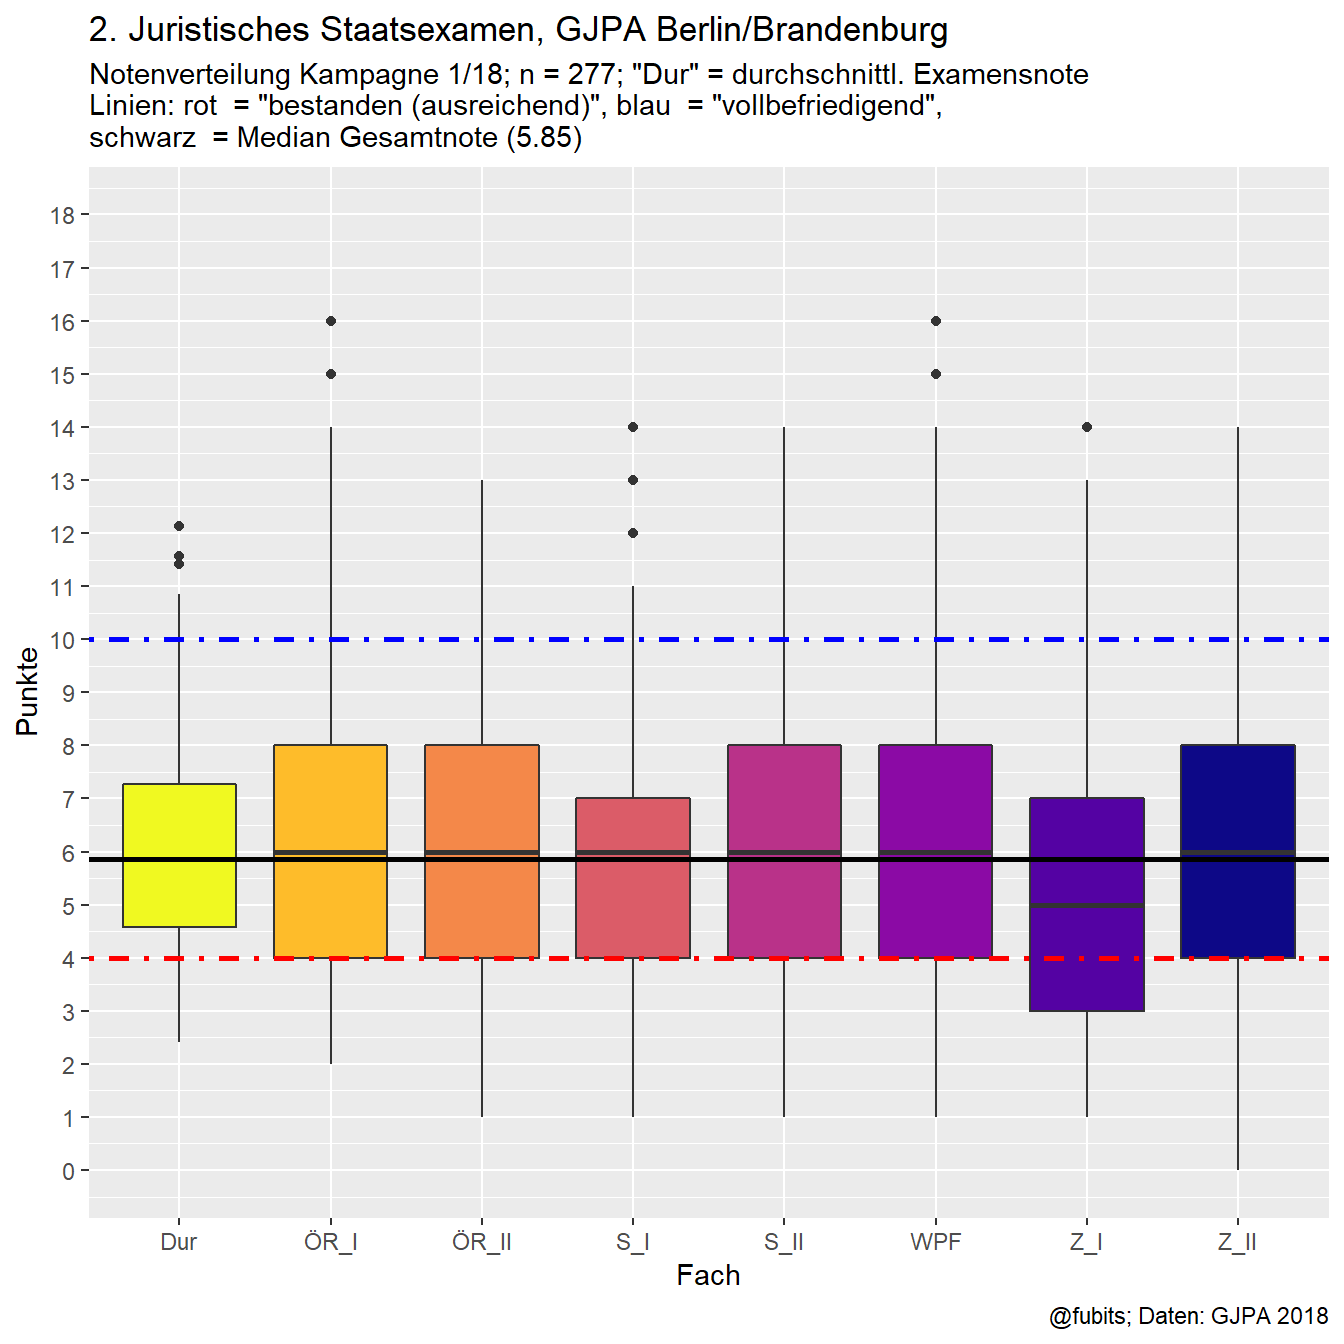 2. Juristisches Staatsexamen, GJPA Berlin/Brandenburg
Notenverteilung Kampagne 1/18; n = 277; "Dur" = durchschnittl. Examensnote
Linien: rot  = "bestanden (ausreichend)", blau  = "vollbefriedigend",
schwarz  = Median Gesamtnote (5.85)
18
17
16
15
14
13
12
11
10
9
8
7
6
5
4
3
2
1
0
Punkte
Dur ÖR_I ÖR_II S_I S_II WPF Z_I Z_II
Fach
@fubits; Daten: GJPA 2018